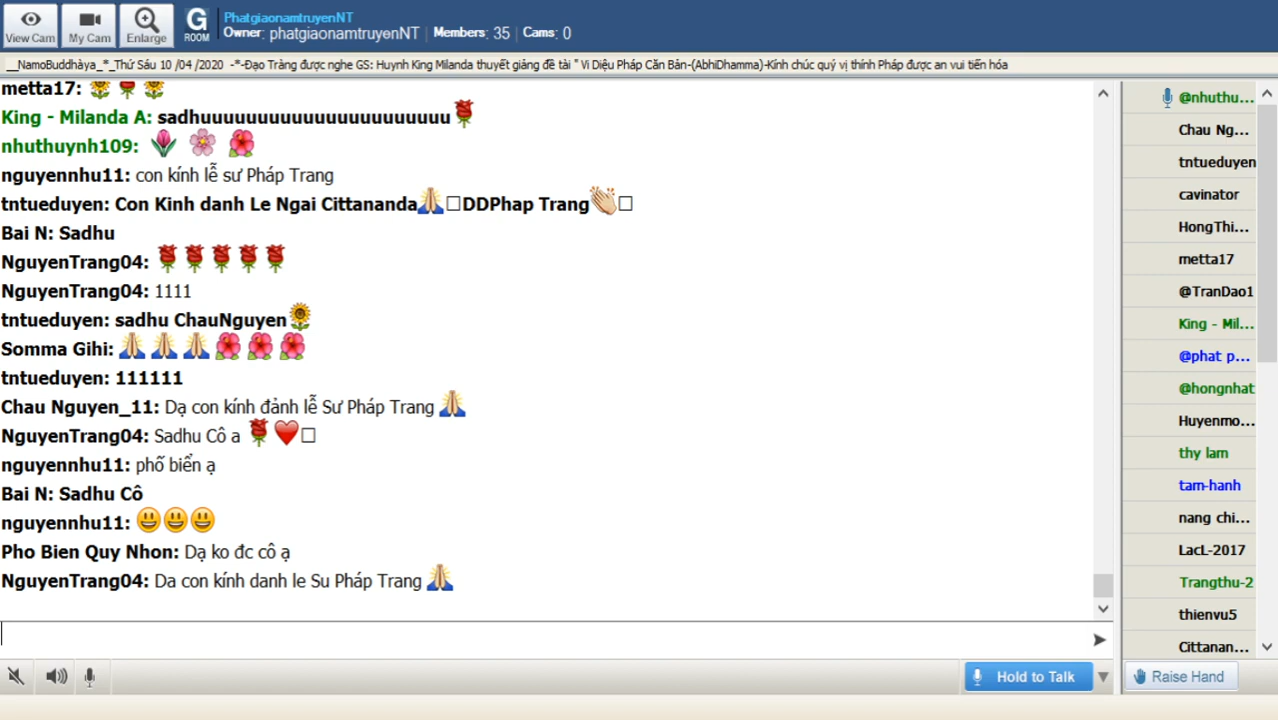 View Cam
My Cam
Enlarge
G
ROOM
PhatgiaonamtruyenNT
Owner: phatgiaonamtruyenNT | Members: 35 | Cams: 0
__NamoBuddhàya_*_Thứ Sáu 10 /04 /2020 -*-Đạo Tràng được nghe GS: Huynh King Milanda thuyết giảng đề tài " Vi Diệu Pháp Căn Bản-(AbhiDhamma)-Kính chúc quý vị thính Pháp được an vui tiến hóa
metta17: 🌻🌹🌻
King - Milanda A: sadhuuuuuuuuuuuuuuuuuuuuuu🌹
nhuthuynh109: 🌷 🌸 🌺
nguyennhu11: con kính lễ sư Pháp Trang
tntueduyen: Con Kinh danh Le Ngai Cittananda🙏□DDPhap Trang👏□
Bai N: Sadhu
NguyenTrang04: 🌹🌹🌹🌹🌹
NguyenTrang04: 1111
tntueduyen: sadhu ChauNguyen🌻
Somma Gihi: 🙏🙏🙏🌺🌺🌺
tntueduyen: 111111
Chau Nguyen_11: Dạ con kính đảnh lễ Sư Pháp Trang 🙏
NguyenTrang04: Sadhu Cô a 🌹❤️□
nguyennhu11: phố biển ạ
Bai N: Sadhu Cô
nguyennhu11: 😃😃😃
Pho Bien Quy Nhon: Dạ ko đc cô ạ
NguyenTrang04: Da con kính danh le Su Pháp Trang 🙏
@nhuthu...
Chau Ng...
tntueduyen
cavinator
HongThi...
metta17
@TranDao1
King - Mil...
@phat p...
@hongnhat
Huyenmo...
thy lam
tam-hanh
nang chi...
LacL-2017
Trangthu-2
thienvu5
Cittanan...
Hold to Talk
Raise Hand